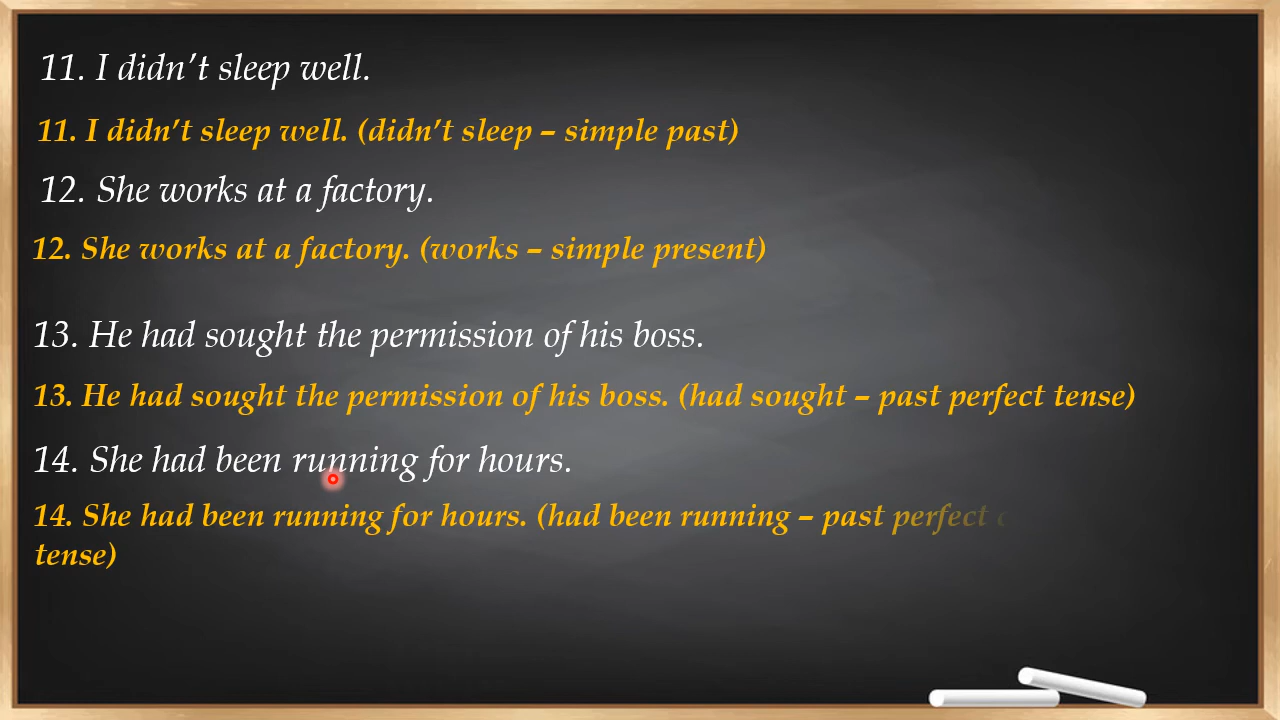 11. I didn’t sleep well.
11. I didn’t sleep well. (didn’t sleep – simple past)
12. She works at a factory.
12. She works at a factory. (works – simple present)
13. He had sought the permission of his boss.
13. He had sought the permission of his boss. (had sought – past perfect tense)
14. She had been running for hours.
14. She had been running for hours. (had been running – past perfect
tense)